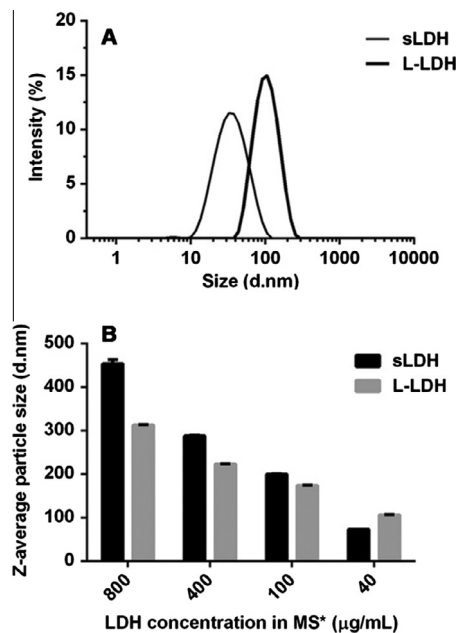 A
sLDH
L-LDH
Intensity (%)
20
15
10
5
0
1 10 100 1000 10000
Size (d.nm)
B
sLDH
L-LDH
Z-average particle size (d.nm)
500
400
300
200
100
0
800 400 100 40
LDH concentration in MS* (µg/mL)